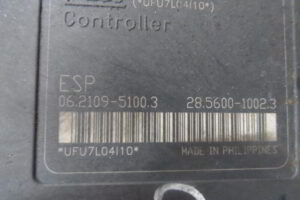 (*UFU7L04I10*)
Controller
ESP
06.2109-5100.3 28.5600-1002.3
*UFU7L04I10* MADE IN PHILIPPINES